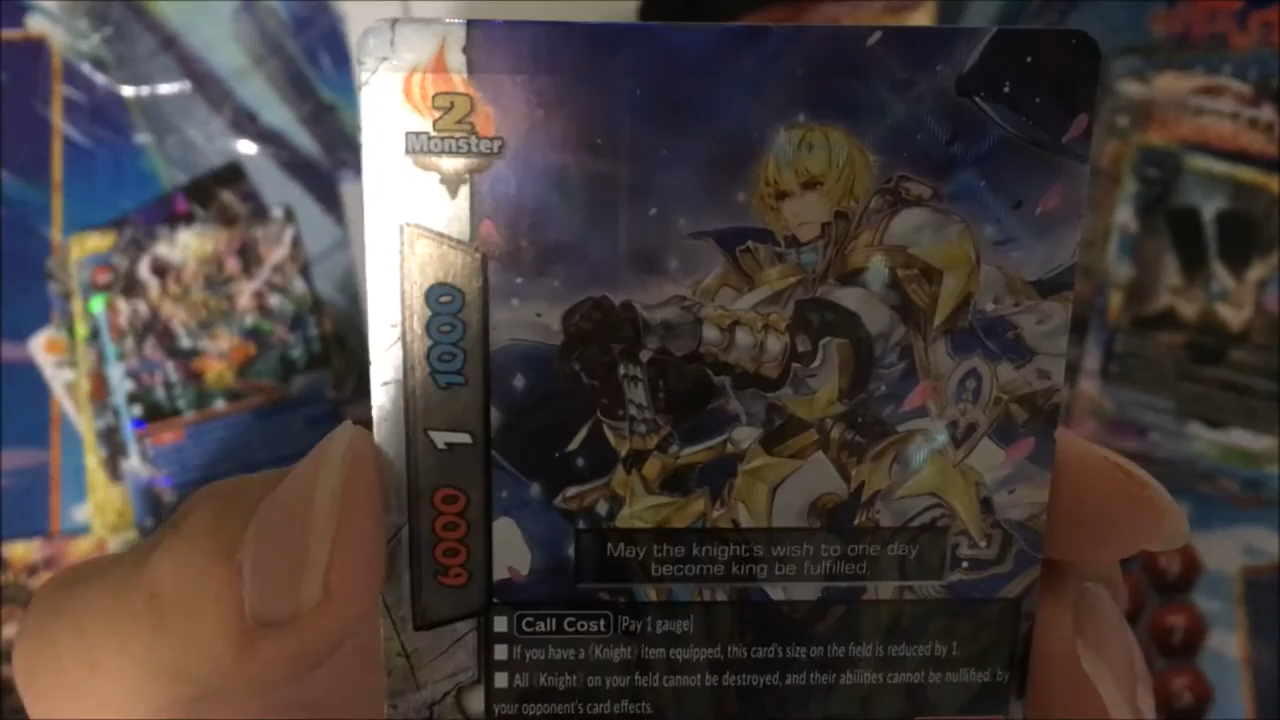 2
Monster
1000
1
6000
May the knight's wish to one day
become king be fulfilled.
Call Cost [Pay 1 gauge]
If you have a 《Knight》 item equipped, this card's size on the field is reduced by 1.
All 《Knight》 on your field cannot be destroyed, and their abilities cannot be nullified, by
your opponent's card effects.
7
5